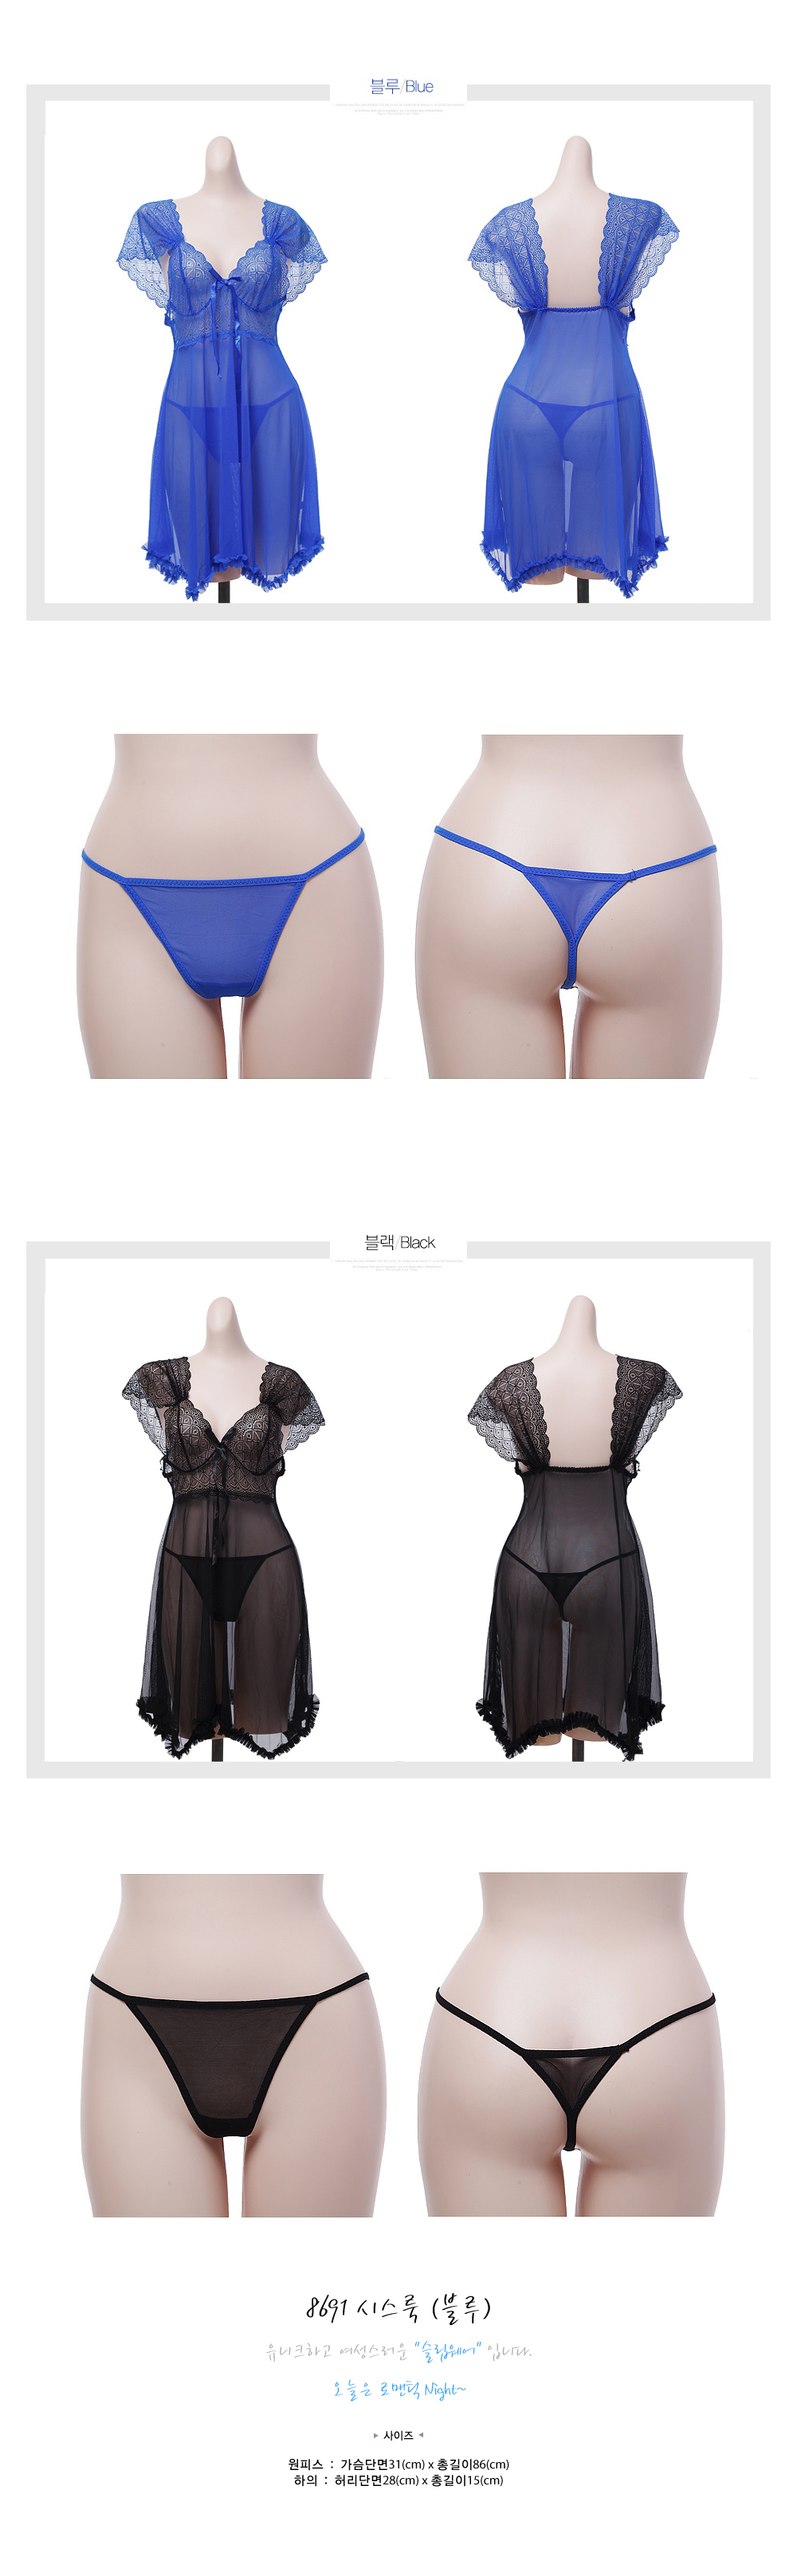 블루/Blue
블랙/Black
8691 시스룩 (블루)
유니크하고 여성스러운 "슬립웨어" 입니다.
오늘은 로맨틱 Night~
▶ 사이즈 ◀
원피스 : 가슴단면31(cm) x 총길이86(cm)
하의 : 허리단면28(cm) x 총길이15(cm)